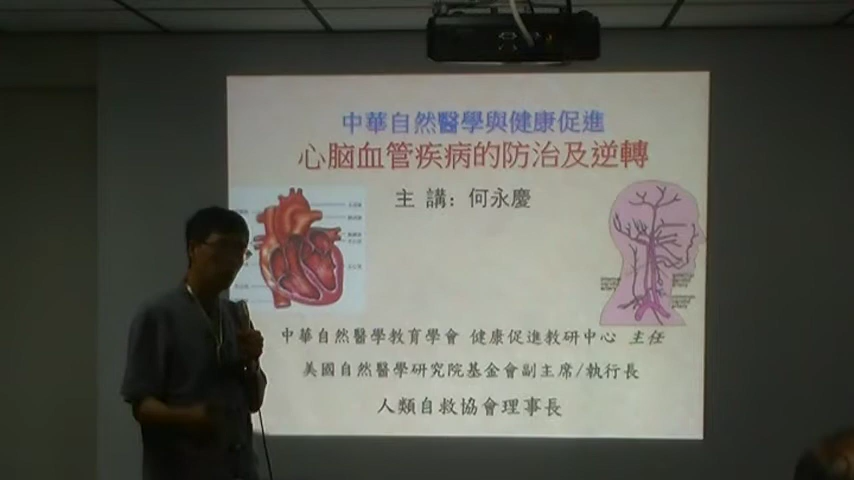 中華自然醫學與健康促進
心脑血管疾病的防治及逆轉
主 講：何永慶
中華自然醫學教育學會 健康促進教研中心 主任
美國自然醫學研究院基金會副主席/執行長
人類自救協會理事長